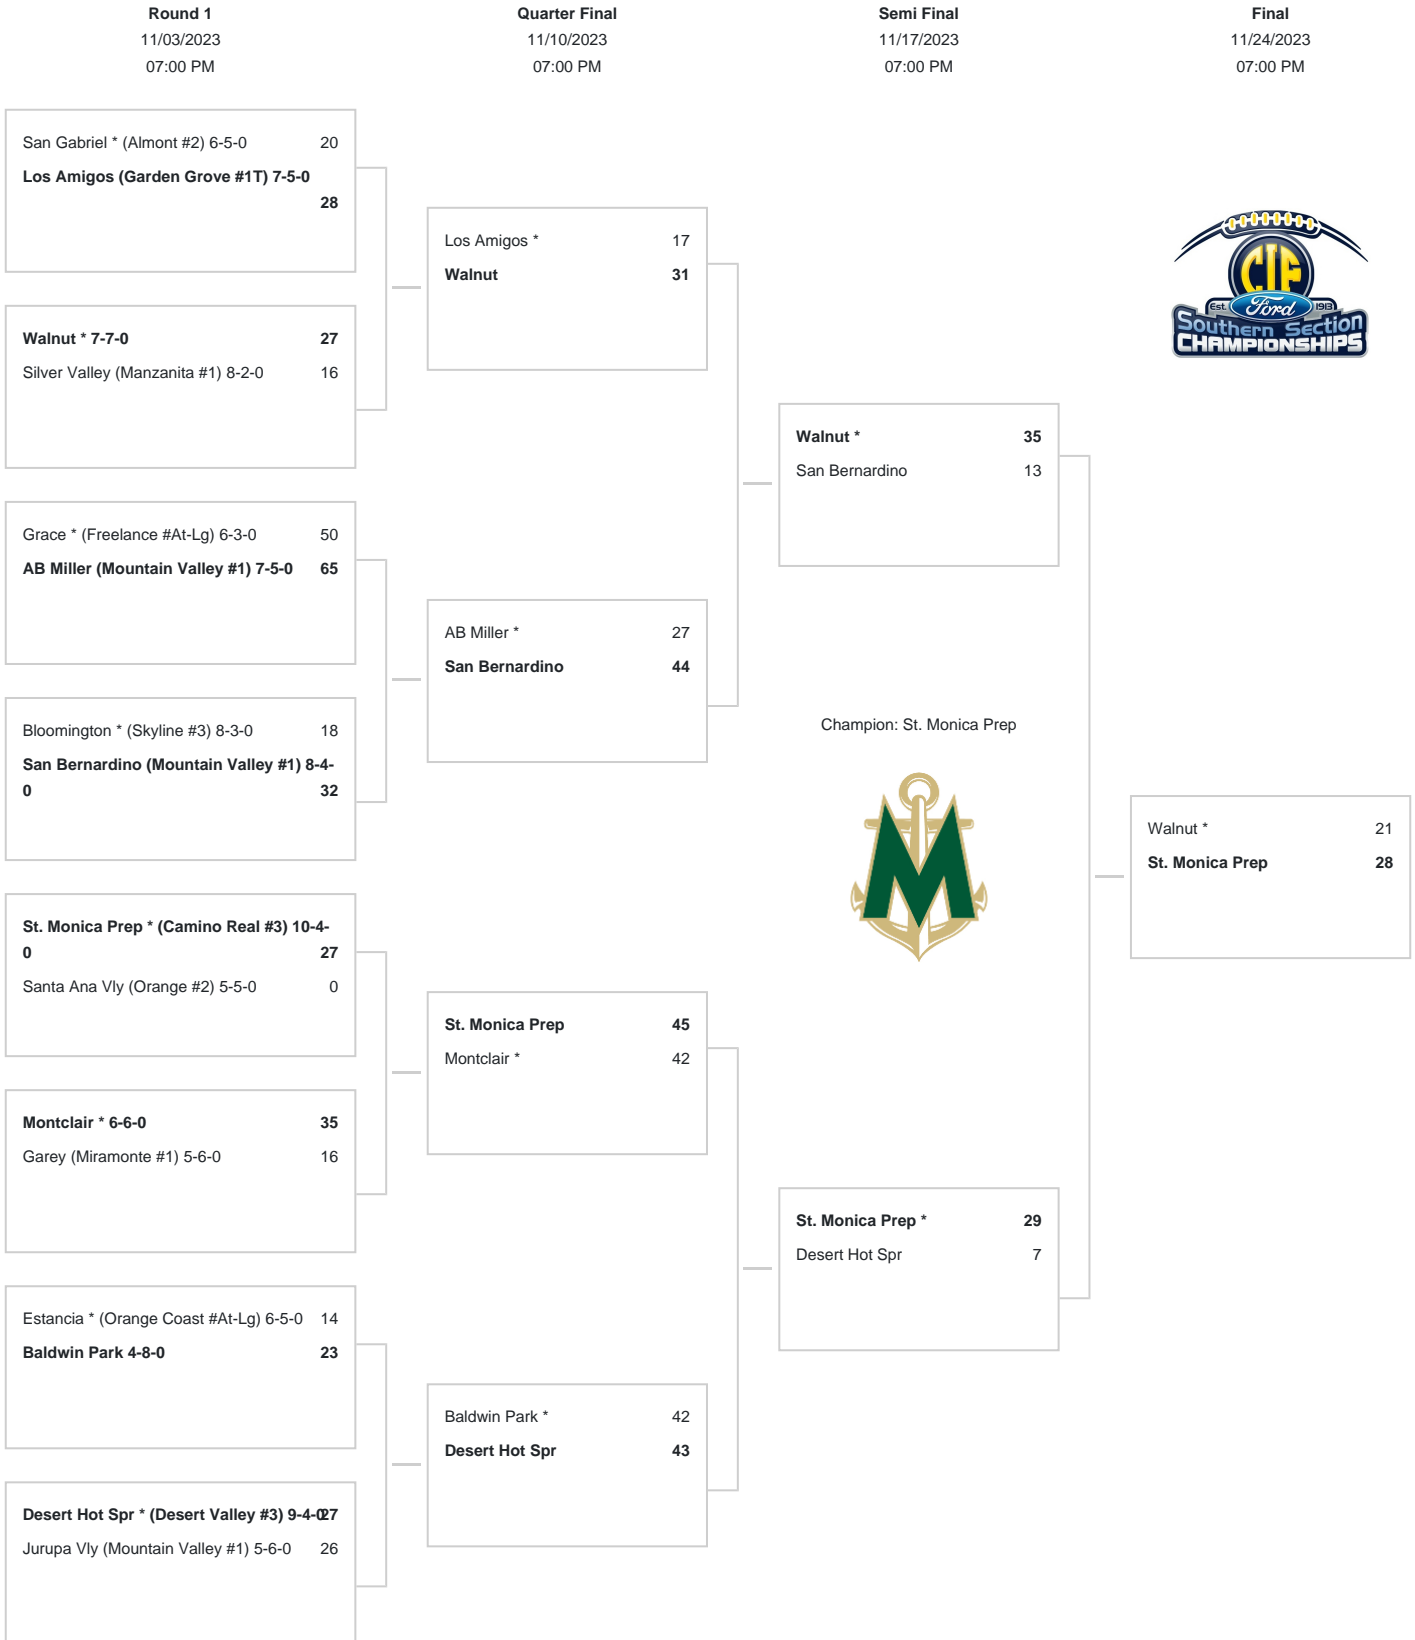 Round 1
11/03/2023
07:00 PM
Quarter Final
11/10/2023
07:00 PM
Semi Final
11/17/2023
07:00 PM
Final
11/24/2023
07:00 PM
San Gabriel * (Almont #2) 6-5-0 20
Los Amigos (Garden Grove #1T) 7-5-0
28
Walnut * 7-7-0 27
Silver Valley (Manzanita #1) 8-2-0 16
Grace * (Freelance #At-Lg) 6-3-0 50
AB Miller (Mountain Valley #1) 7-5-0 65
Bloomington * (Skyline #3) 8-3-0 18
San Bernardino (Mountain Valley #1) 8-4-
0 32
St. Monica Prep * (Camino Real #3) 10-4-
0 27
Santa Ana Vly (Orange #2) 5-5-0 0
Montclair * 6-6-0 35
Garey (Miramonte #1) 5-6-0 16
Estancia * (Orange Coast #At-Lg) 6-5-0 14
Baldwin Park 4-8-0 23
Desert Hot Spr * (Desert Valley #3) 9-4-0 27
Jurupa Vly (Mountain Valley #1) 5-6-0 26
Los Amigos * 17
Walnut 31
AB Miller * 27
San Bernardino 44
St. Monica Prep 45
Montclair * 42
Baldwin Park * 42
Desert Hot Spr 43
Walnut * 35
San Bernardino 13
St. Monica Prep * 29
Desert Hot Spr 7
CIF
Est. Ford 1913
Southern Section
CHAMPIONSHIPS
Champion: St. Monica Prep
M
Walnut * 21
St. Monica Prep 28